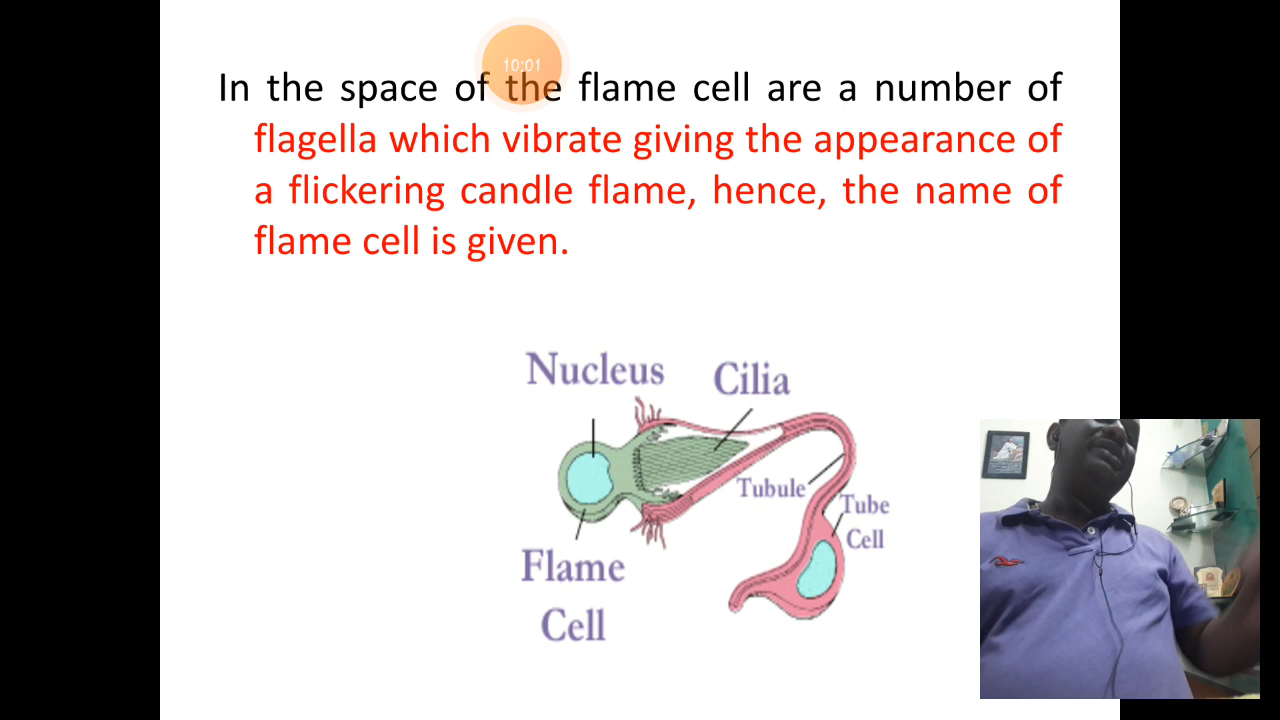 10:01
In the space of the flame cell are a number of
flagella which vibrate giving the appearance of
a flickering candle flame, hence, the name of
flame cell is given.
Nucleus
Cilia
Tubule
Tube
Cell
Flame
Cell